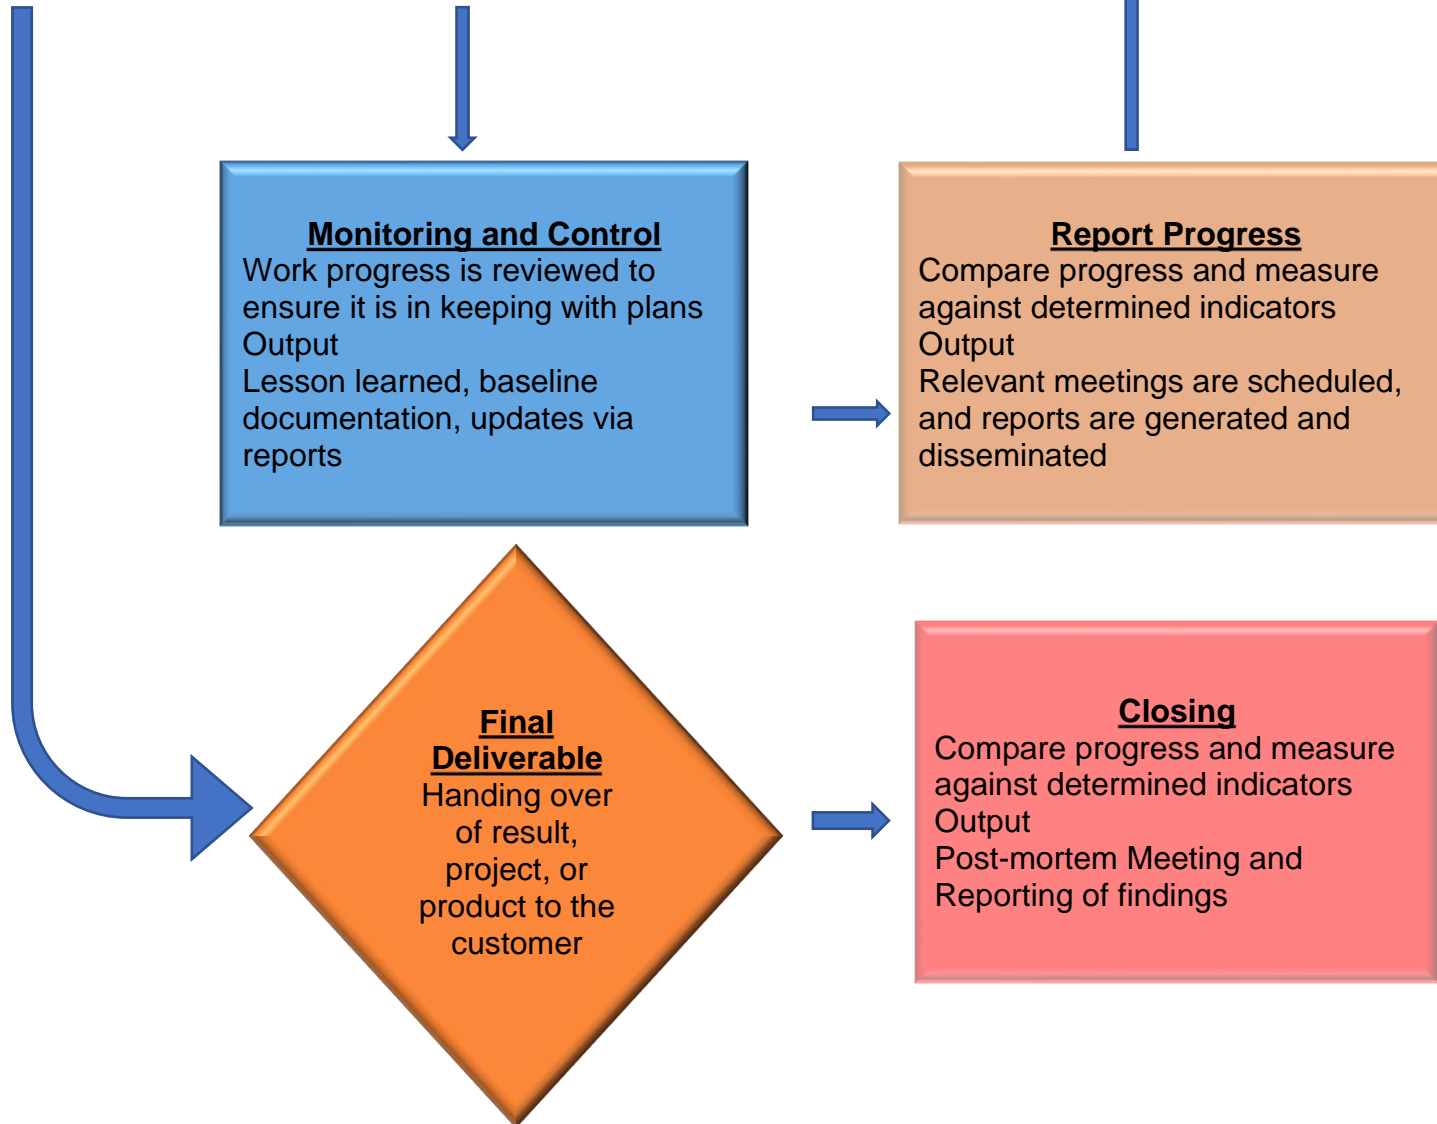 Monitoring and Control
Work progress is reviewed to
ensure it is in keeping with plans
Output
Lesson learned, baseline
documentation, updates via
reports
Report Progress
Compare progress and measure
against determined indicators
Output
Relevant meetings are scheduled,
and reports are generated and
disseminated
Final
Deliverable
Handing over
of result,
project, or
product to the
customer
Closing
Compare progress and measure
against determined indicators
Output
Post-mortem Meeting and
Reporting of findings